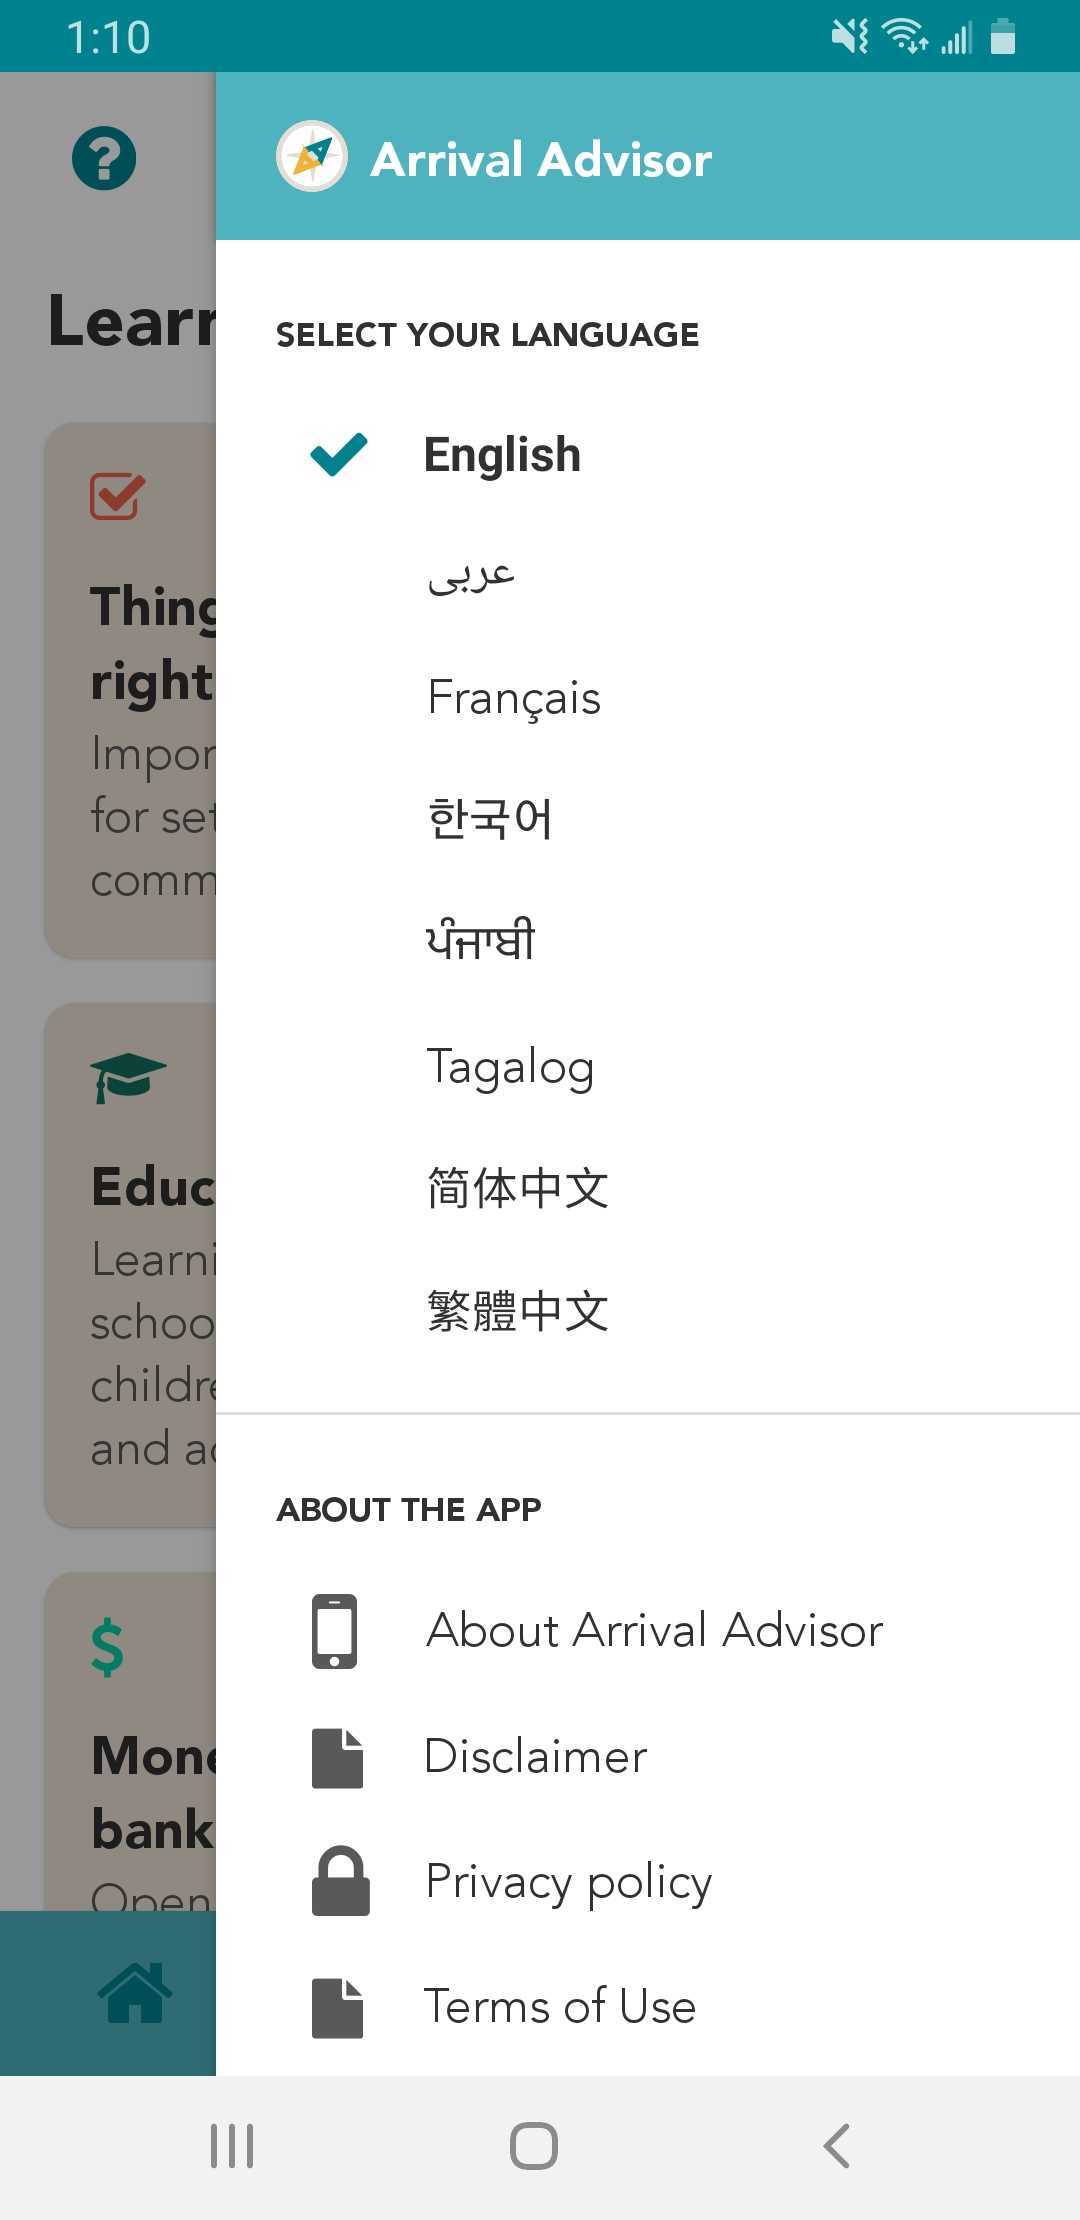 1:10
Arrival Advisor
SELECT YOUR LANGUAGE
English
عربی
Français
한국어
ਪੰਜਾਬੀ
Tagalog
简体中文
繁體中文
ABOUT THE APP
About Arrival Advisor
Disclaimer
Privacy policy
Terms of Use
Learn
Thing
right
Impor
for set
comm
Educ
Learni
schoo
childre
and ac
Mone
bank
Open